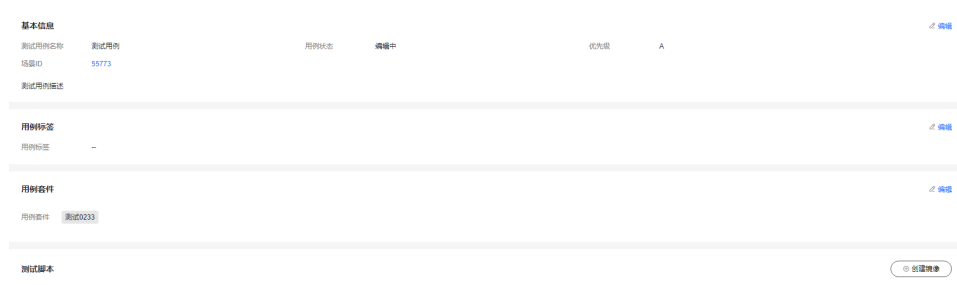 基本信息 编辑
测试用例名称 测试用例 用例状态 编辑中 优先级 A
场景ID 55773
测试用例描述
用例标签 编辑
用例标签 --
用例套件 编辑
用例套件 测试0233
测试脚本 创建镜像